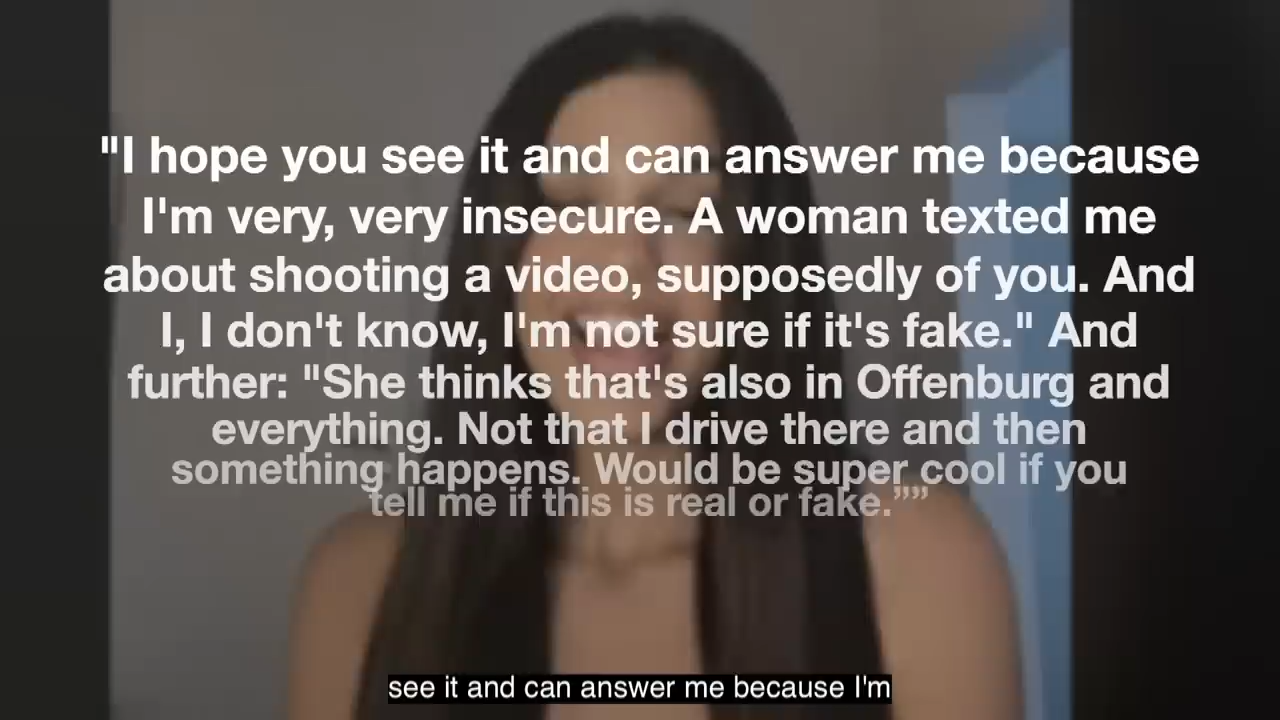 "I hope you see it and can answer me because
I'm very, very insecure. A woman texted me
about shooting a video, supposedly of you. And
I, I don't know, I'm not sure if it's fake." And
further: "She thinks that's also in Offenburg and
everything. Not that I drive there and then
something happens. Would be super cool if you
tell me if this is real or fake.””
see it and can answer me because I'm